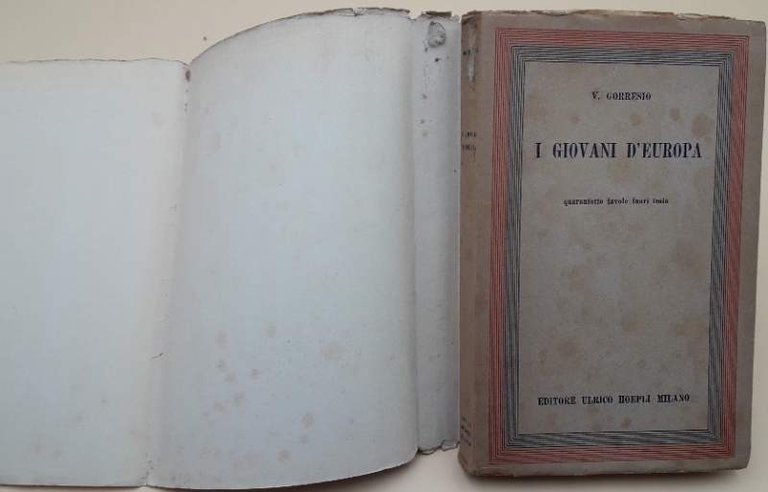 V. GORRESIO
I GIOVANI D'EUROPA
quarantotto tavole fuori testo
EDITORE ULRICO HOEPLI MILANO